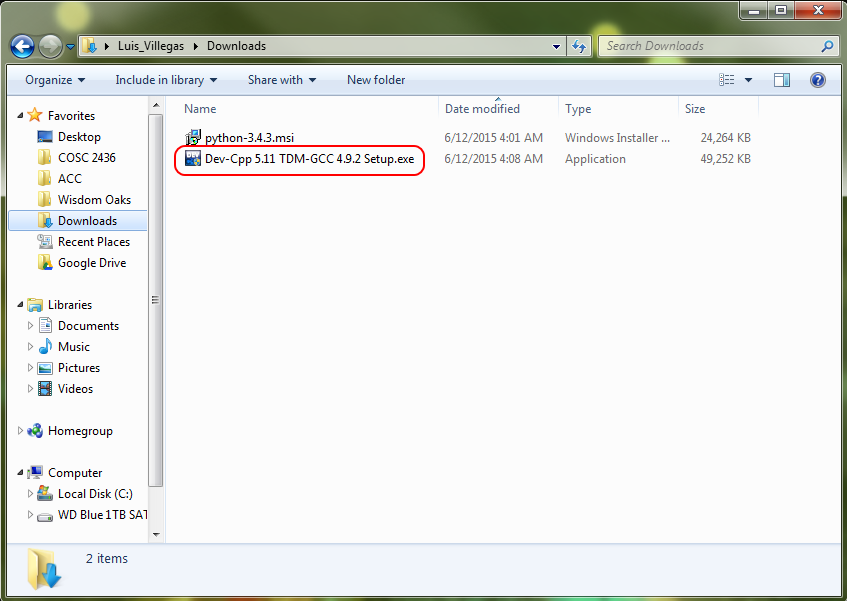 Luis_Villegas Downloads
Search Downloads
Organize Include in library Share with New folder
Name Date modified Type Size
python-3.4.3.msi 6/12/2015 4:01 AM Windows Installer ... 24,264 KB
Dev-Cpp 5.11 TDM-GCC 4.9.2 Setup.exe 6/12/2015 4:08 AM Application 49,252 KB
Favorites
Desktop
COSC 2436
ACC
Wisdom Oaks
Downloads
Recent Places
Google Drive
Libraries
Documents
Music
Pictures
Videos
Homegroup
Computer
Local Disk (C:)
WD Blue 1TB SAT
2 items